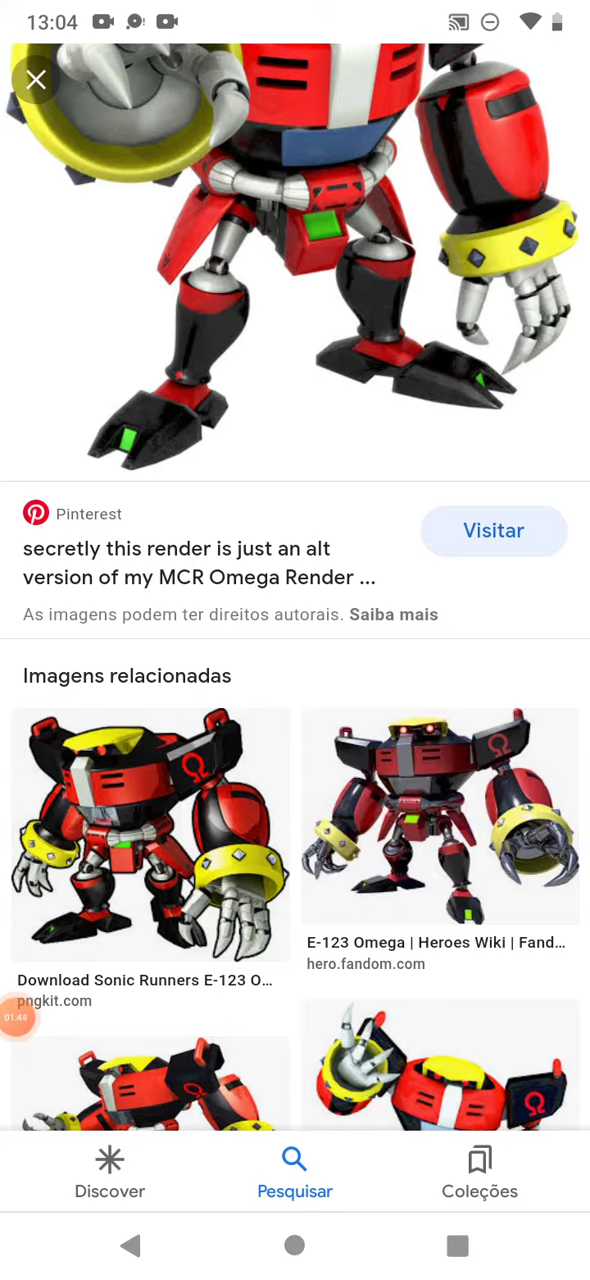 13:04
Pinterest
Visitar
secretly this render is just an alt
version of my MCR Omega Render ...
As imagens podem ter direitos autorais. Saiba mais
Imagens relacionadas
Ω
Ω
E-123 Omega | Heroes Wiki | Fand...
hero.fandom.com
Download Sonic Runners E-123 O...
pngkit.com
01:44
Ω
Ω
Discover
Pesquisar
Coleções